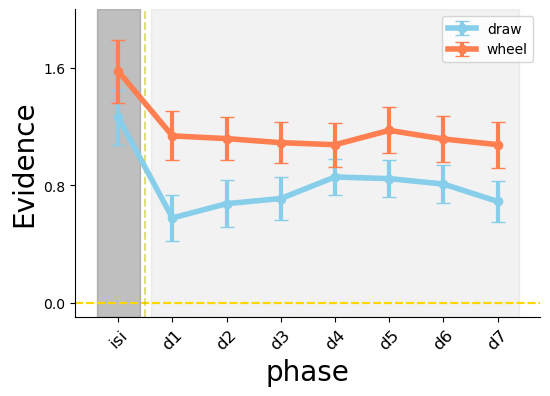 draw
wheel
Evidence
1.6
0.8
0.0
isi
d1
d2
d3
d4
d5
d6
d7
phase